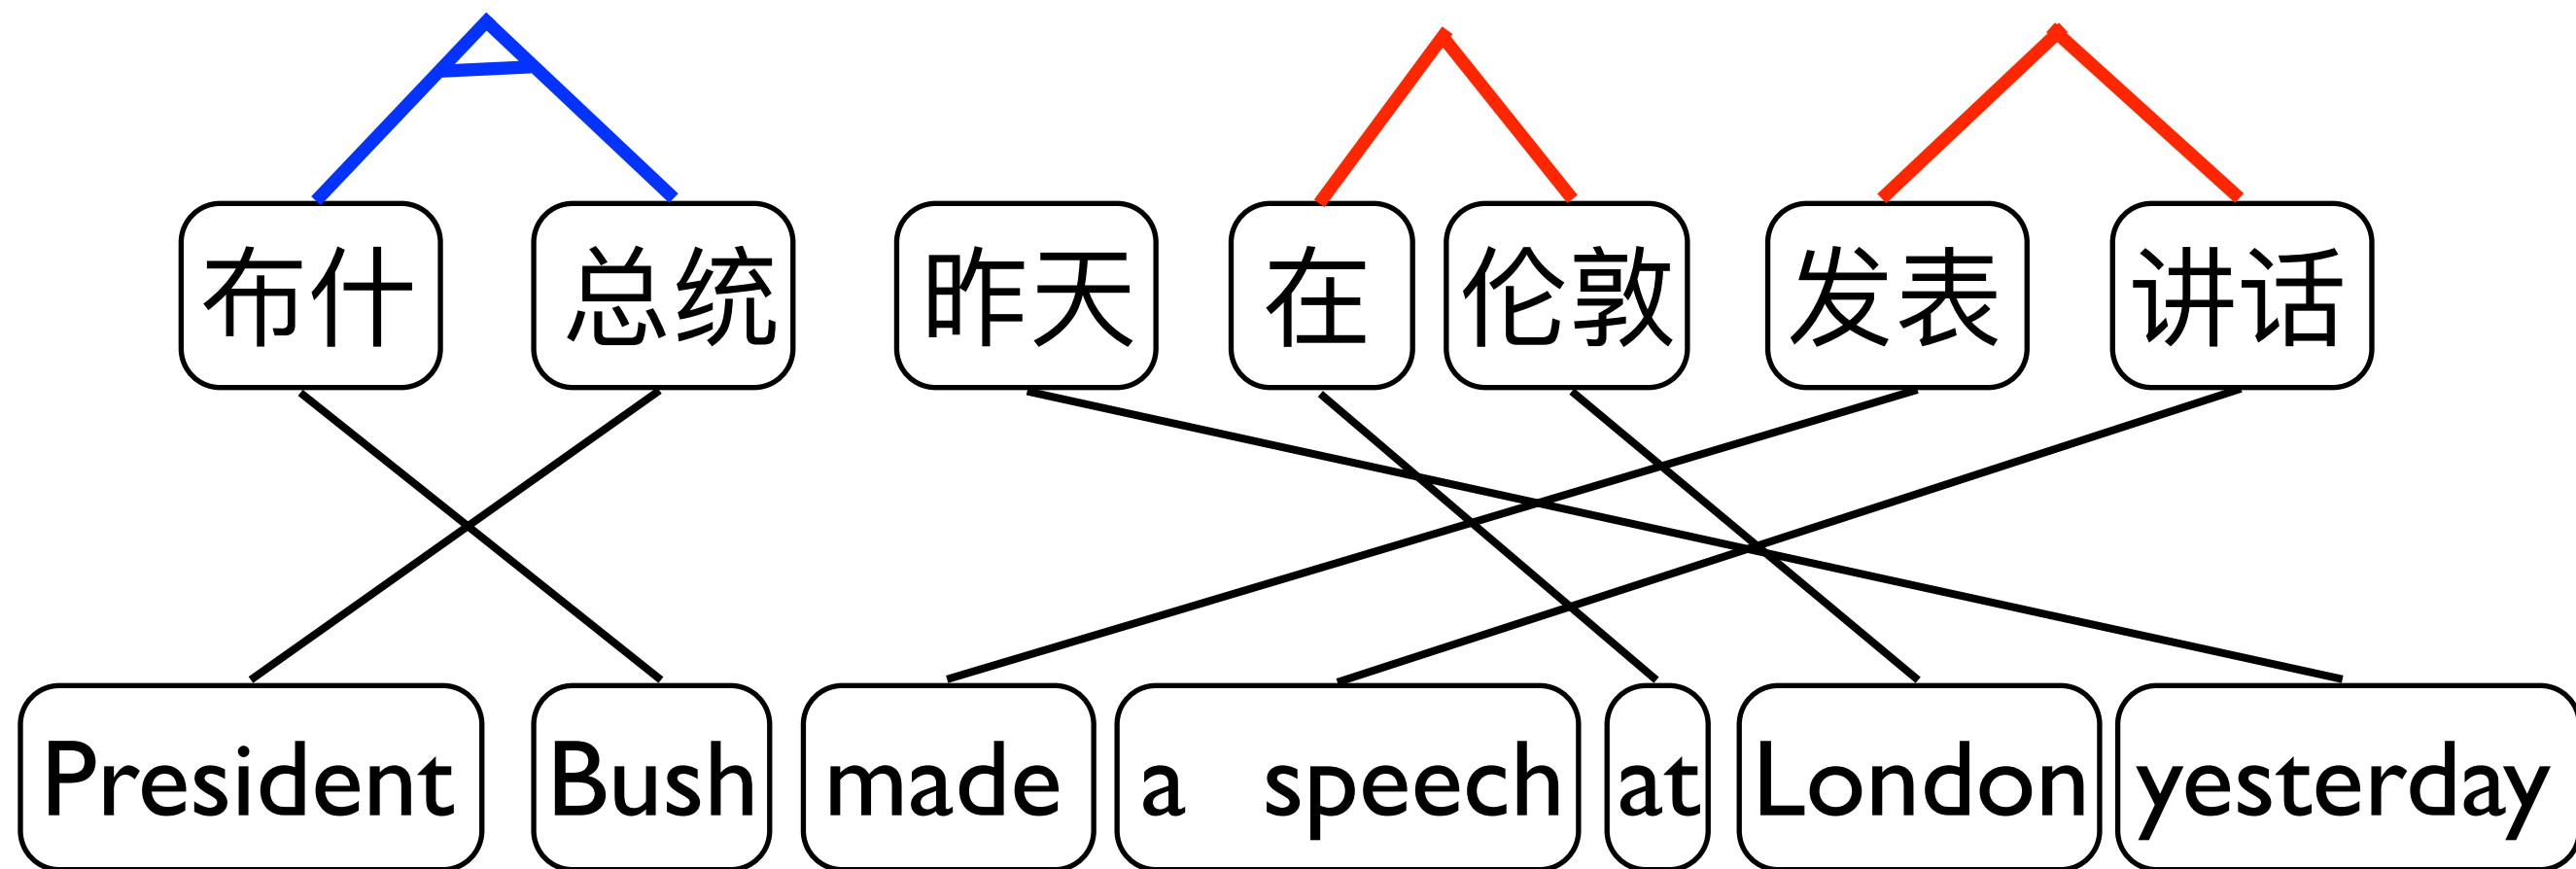 布什 总统 昨天 在 伦敦 发表 讲话
President Bush made a speech at London yesterday